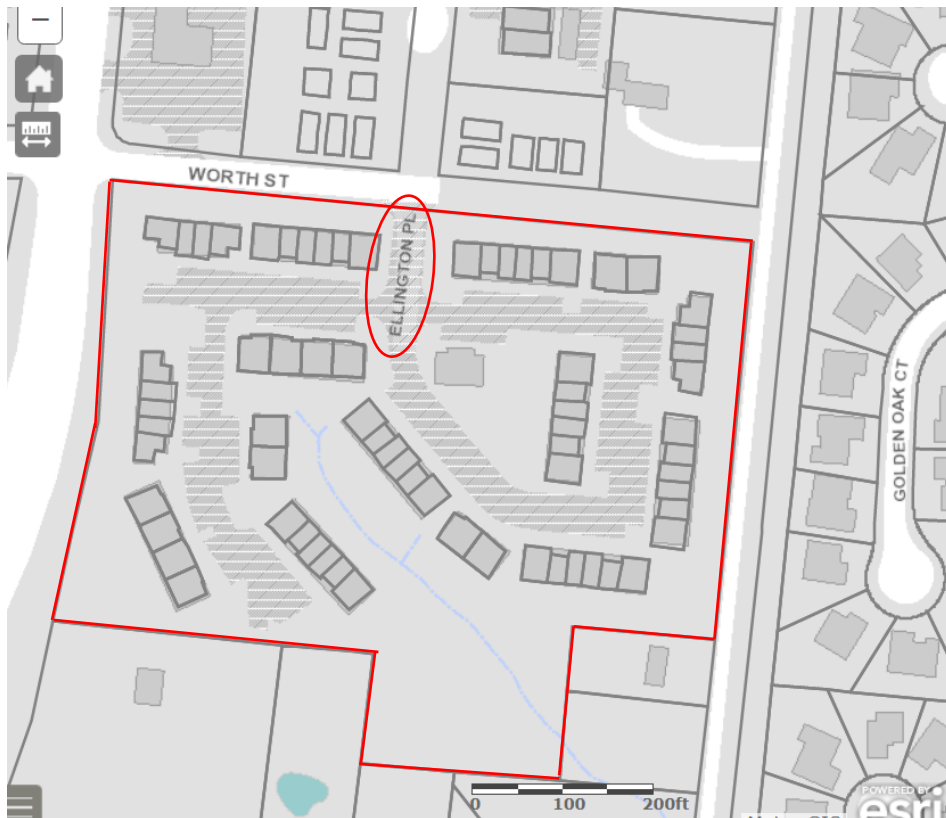 WORTH ST
ELLINGTON PL
GOLDEN OAK CT
0 100 200ft
POWERED BY
esri